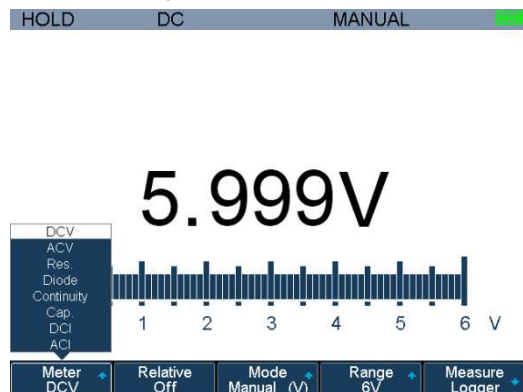 HOLD DC MANUAL
5.999V
DCV
ACV
Res.
Diode
Continuity
Cap.
DCI
ACI
1 2 3 4 5 6 V
Meter Relative Mode Range Measure
DCV Off Manual (V) 6V Logger